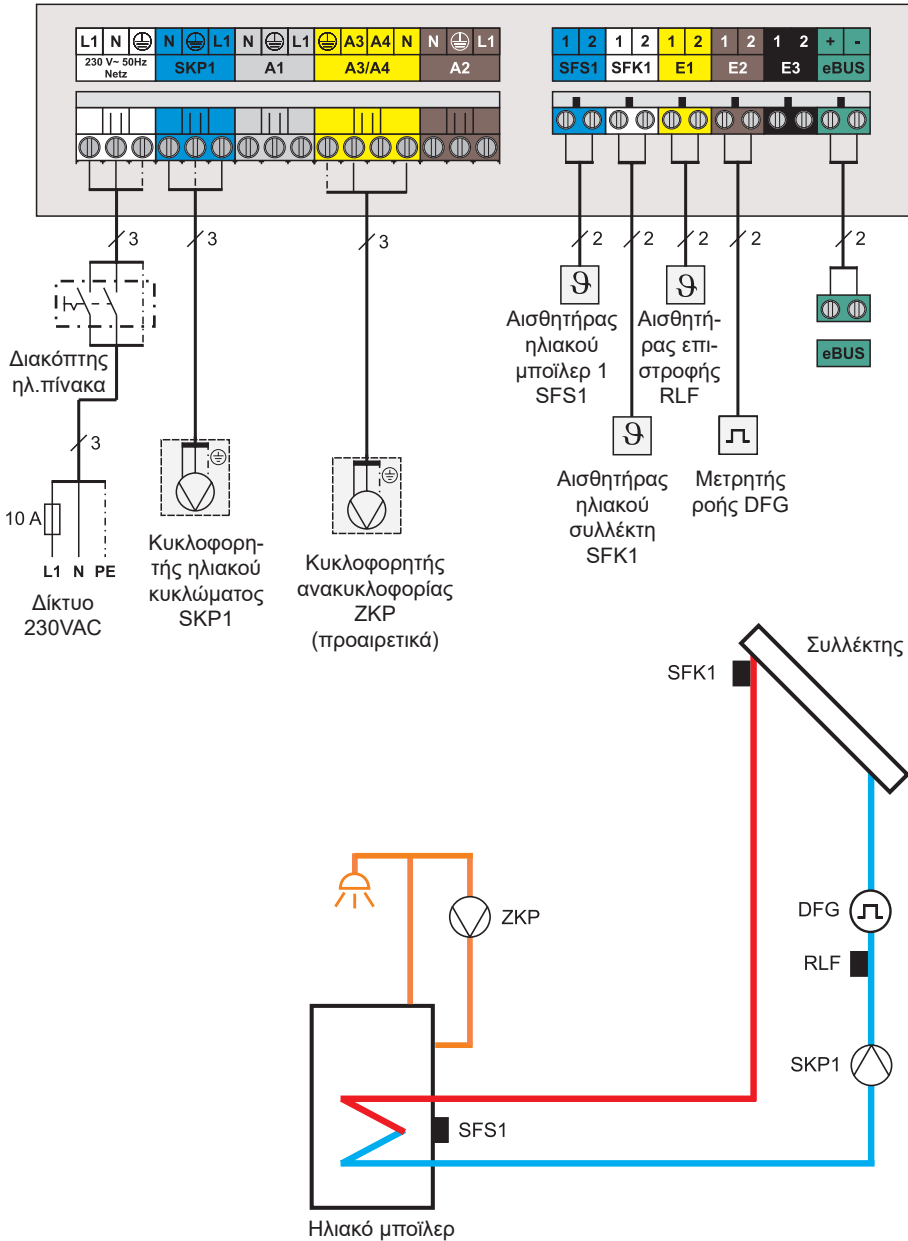 L1 N N L1 N L1 A3 A4 N N L1
230 V~ 50Hz
Netz
SKP1 A1 A3/A4 A2
1 2 1 2 1 2 1 2 1 2 + -
SFS1 SFK1 E1 E2 E3 eBUS
3 3 3 2 2 2 2 2
Διακόπτης
ηλ.πίνακα
3
10 A
L1 N PE
Δίκτυο
230VAC
Κυκλοφορη-
τής ηλιακού
κυκλώματος
SKP1
Κυκλοφορητής
ανακυκλοφορίας
ZKP
(προαιρετικά)
Αισθητήρας
ηλιακού
μποϊλερ 1
SFS1
Αισθητή-
ρας επι-
στροφής
RLF
eBUS
Αισθητήρας
ηλιακού
συλλέκτη
SFK1
Μετρητής
ροής DFG
Συλλέκτης
SFK1
ZKP
DFG
RLF
SKP1
SFS1
Ηλιακό μποϊλερ